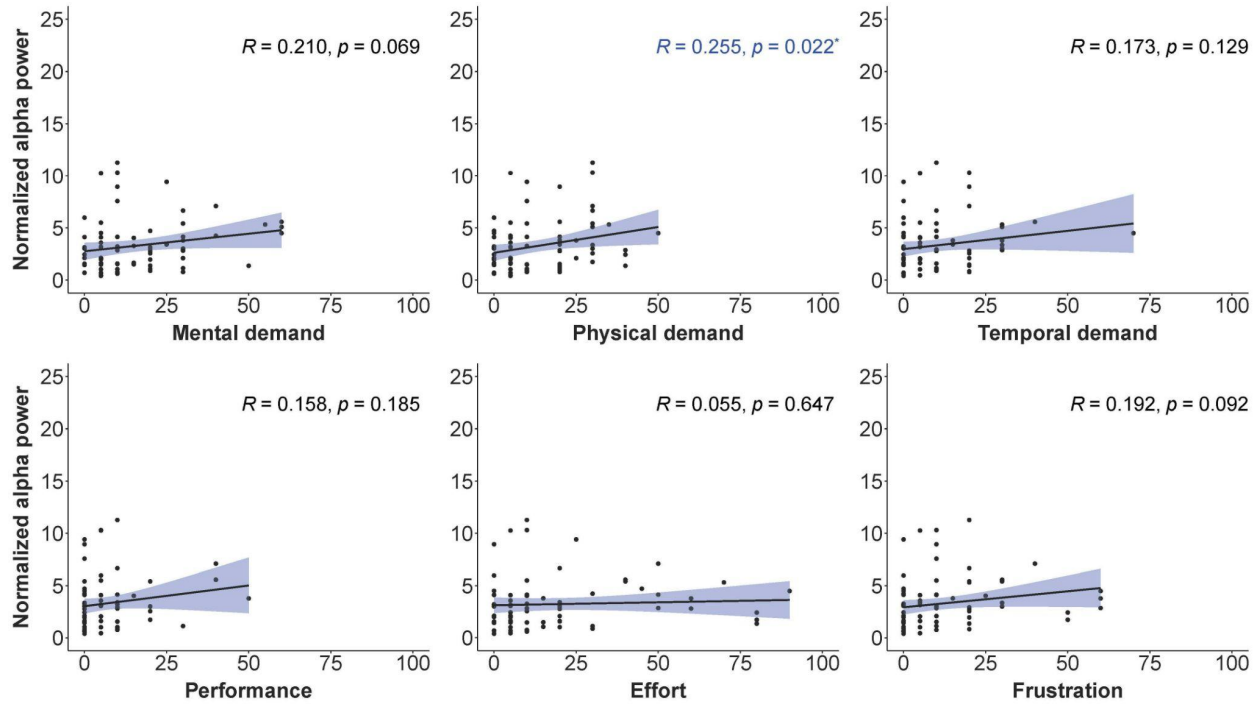 Normalized alpha power
25
20
15
10
5
0
R = 0.210, p = 0.069
0 25 50 75 100
Mental demand
25
20
15
10
5
0
R = 0.255, p = 0.022*
0 25 50 75 100
Physical demand
25
20
15
10
5
0
R = 0.173, p = 0.129
0 25 50 75 100
Temporal demand
Normalized alpha power
25
20
15
10
5
0
R = 0.158, p = 0.185
0 25 50 75 100
Performance
25
20
15
10
5
0
R = 0.055, p = 0.647
0 25 50 75 100
Effort
25
20
15
10
5
0
R = 0.192, p = 0.092
0 25 50 75 100
Frustration